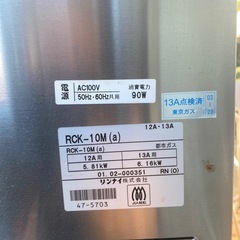 電源
AC100V
50Hz・60Hz共用
消費電力
90W
13A点検済
東京ガス
12A・13A
RCK-10M (a)
RCK-10M (a)
都市ガス
12A用
13A用
5.81kW
6.16kW
01.02-000351
RN(O)
リンナイ株式会社
47-5703